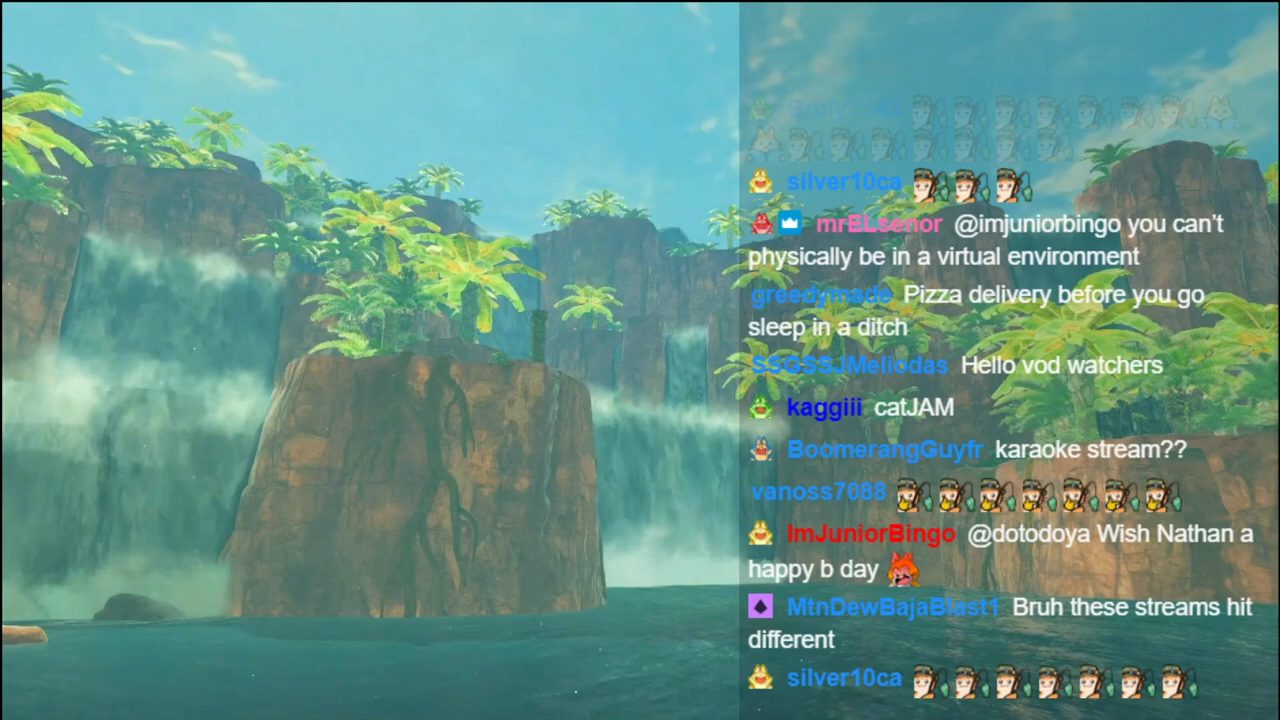 silver10ca
mrELsenor @imjuniorbingo you can't
physically be in a virtual environment
greedymade Pizza delivery before you go
sleep in a ditch
SSGSSJMeliodas Hello vod watchers
kaggiii catJAM
BoomerangGuyfr karaoke stream??
vanoss7088
ImJuniorBingo @dotodoya Wish Nathan a
happy b day
MtnDewBajaBlast1 Bruh these streams hit
different
silver10ca